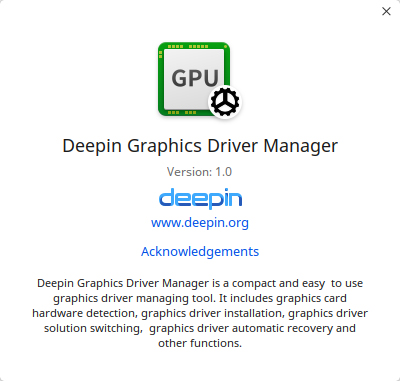 GPU
Deepin Graphics Driver Manager
Version: 1.0
deepin
www.deepin.org
Acknowledgements
Deepin Graphics Driver Manager is a compact and easy  to use
graphics driver managing tool. It includes graphics card
hardware detection, graphics driver installation, graphics driver
solution switching,  graphics driver automatic recovery and
other functions.